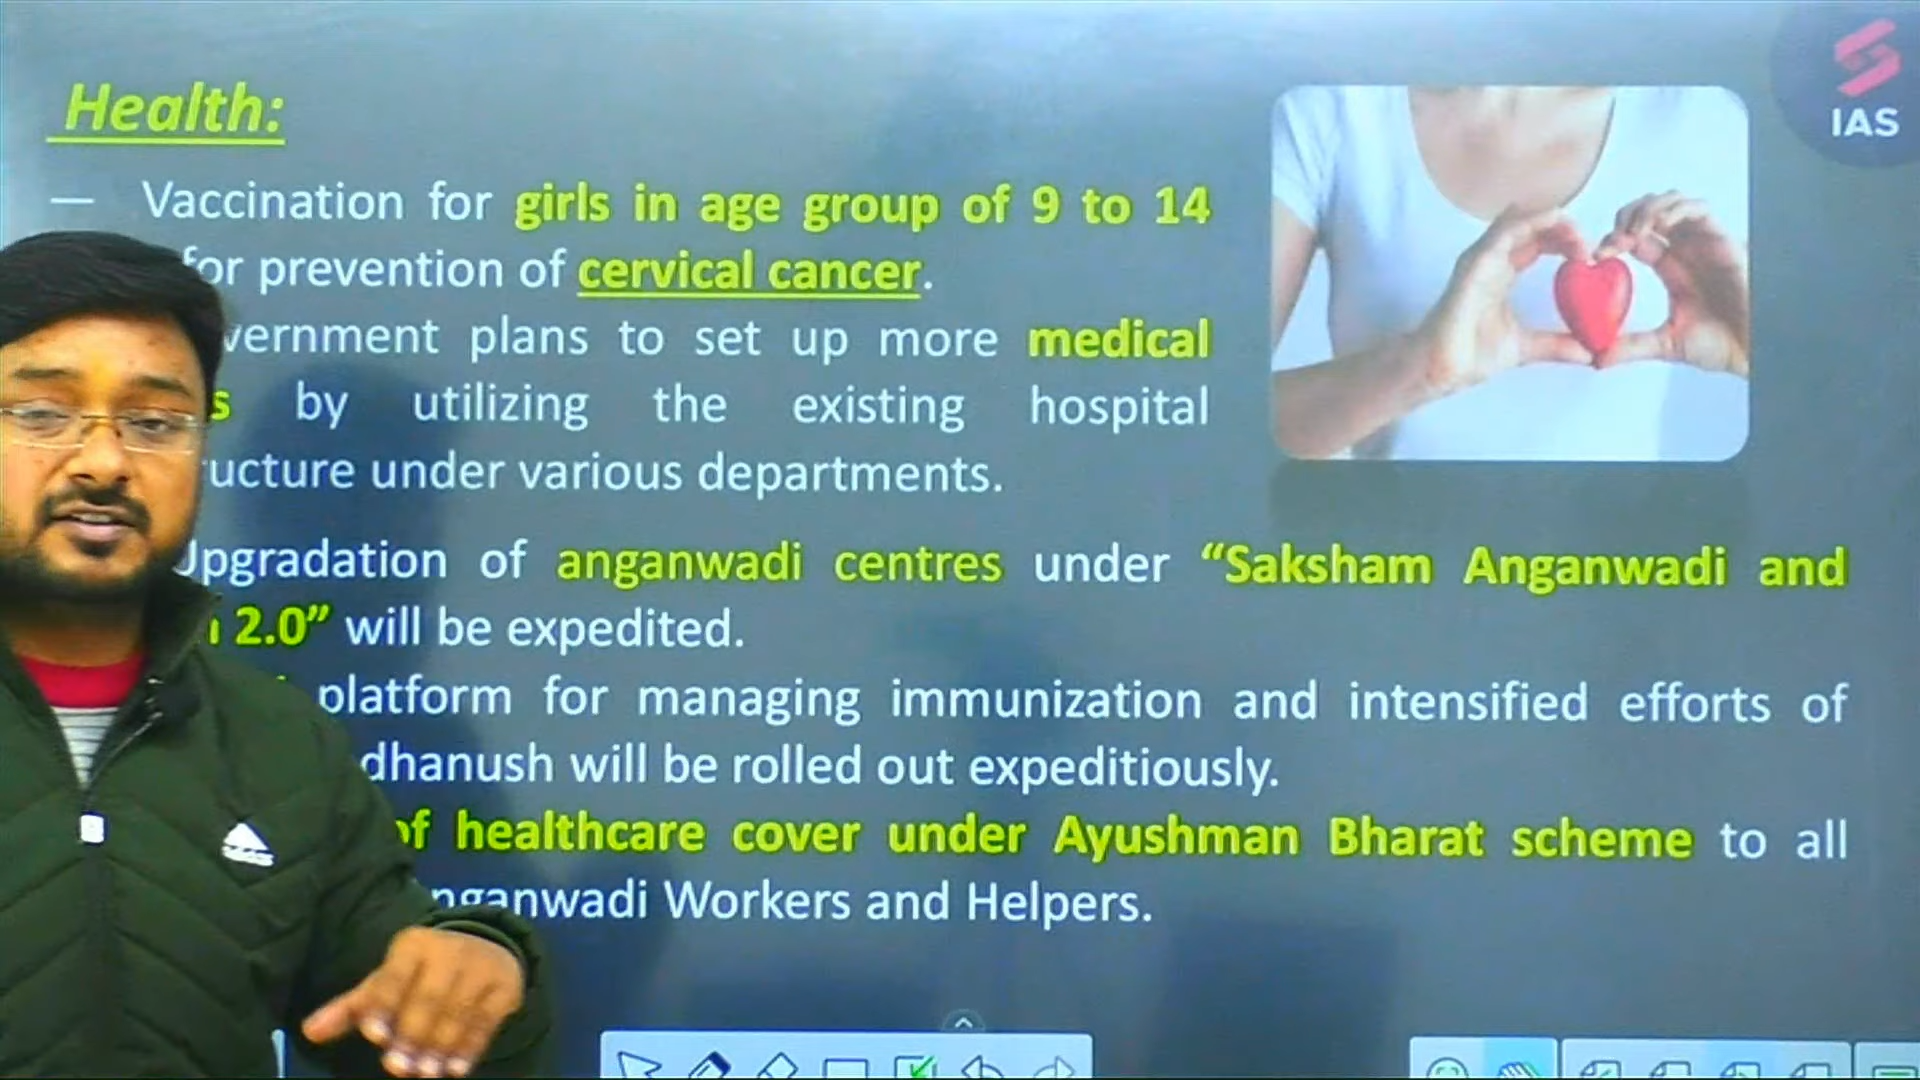 Health:
— Vaccination for girls in age group of 9 to 14
for prevention of cervical cancer.
plans to set up more medical
by utilizing the existing hospital
under various departments.
Upgradation of anganwadi centres under “Saksham Anganwadi and
2.0” will be expedited.
platform for managing immunization and intensified efforts of
will be rolled out expeditiously.
of healthcare cover under Ayushman Bharat scheme to all
Workers and Helpers.
IAS